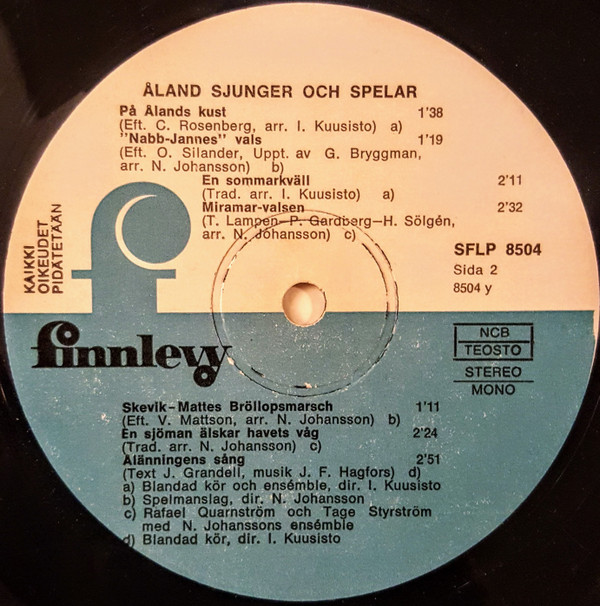 ÅLAND SJUNGER OCH SPELAR
På Ålands kust 1'38
(Eft. C. Rosenberg, arr. I. Kuusisto) a)
"Nabb-Jannes" vals 1'19
(Eft. O. Silander, Uppt. av G. Bryggman,
arr. N. Johansson) b)
En sommarkväll 2'11
(Trad. arr. I. Kuusisto) a)
Miramar-valsen 2'32
(T. Lampen—P. Gardberg—H. Sölgén,
arr. N. Johansson) c)
KAIKKI
OIKEUDET
PIDÄTETÄÄN
SFLP 8504
Sida 2
8504 y
f
finnlevy
NCB
TEOSTO
STEREO
MONO
Skevik-Mattes Bröllopsmarsch 1'11
(Eft. V. Mattson, arr. N. Johansson) b)
En sjöman älskar havets våg 2'24
(Trad. arr. N. Johansson) c)
Ålänningens sång 2'51
(Text J. Grandell, musik J. F. Hagfors) d)
a) Blandad kör och ensémble, dir. I. Kuusisto
b) Spelmanslag, dir. N. Johansson
c) Rafael Quarnström och Tage Styrström
med N. Johanssons ensémble
d) Blandad kör, dir. I. Kuusisto